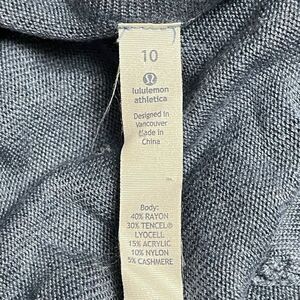 10
lululemon
athletica
Designed in
Vancouver
Made in
China
Body:
40% RAYON
30% TENCEL®
LYOCELL
15% ACRYLIC
10% NYLON
5% CASHMERE